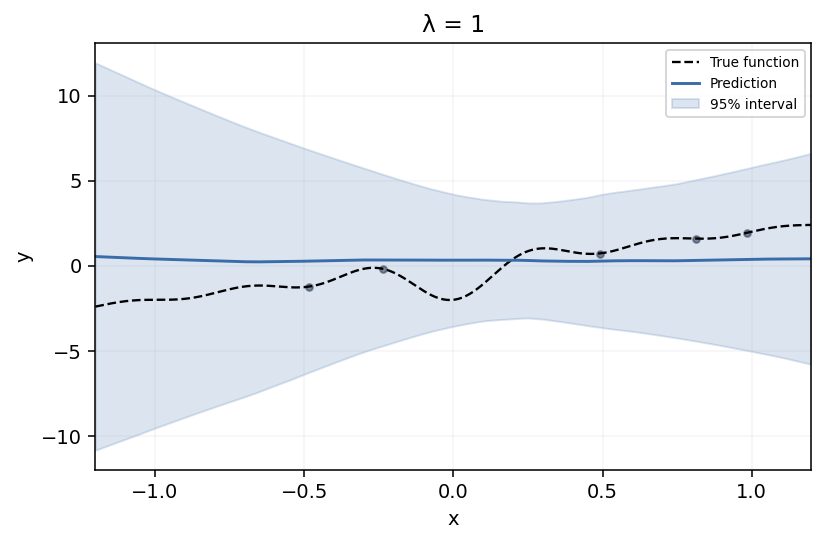 λ = 1
True function
Prediction
95% interval
10
5
0
−5
−10
y
−1.0
−0.5
0.0
0.5
1.0
x